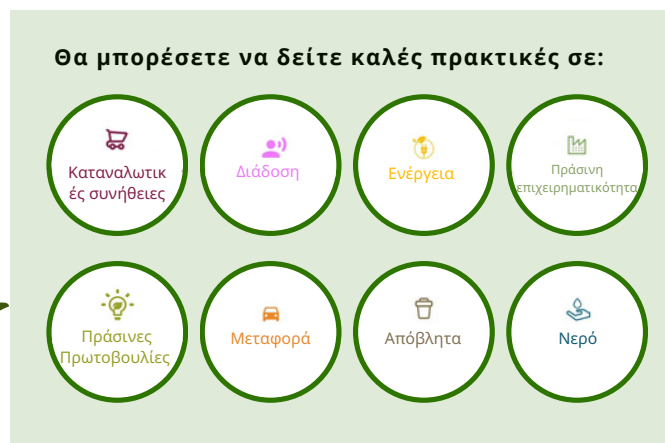 Θα μπορέσετε να δείτε καλές πρακτικές σε:
Καταναλωτικ
ές συνήθειες
Διάδοση
Ενέργεια
Πράσινη
επιχειρηματικότητα
Πράσινες
Πρωτοβουλίες
Μεταφορά
Απόβλητα
Νερό